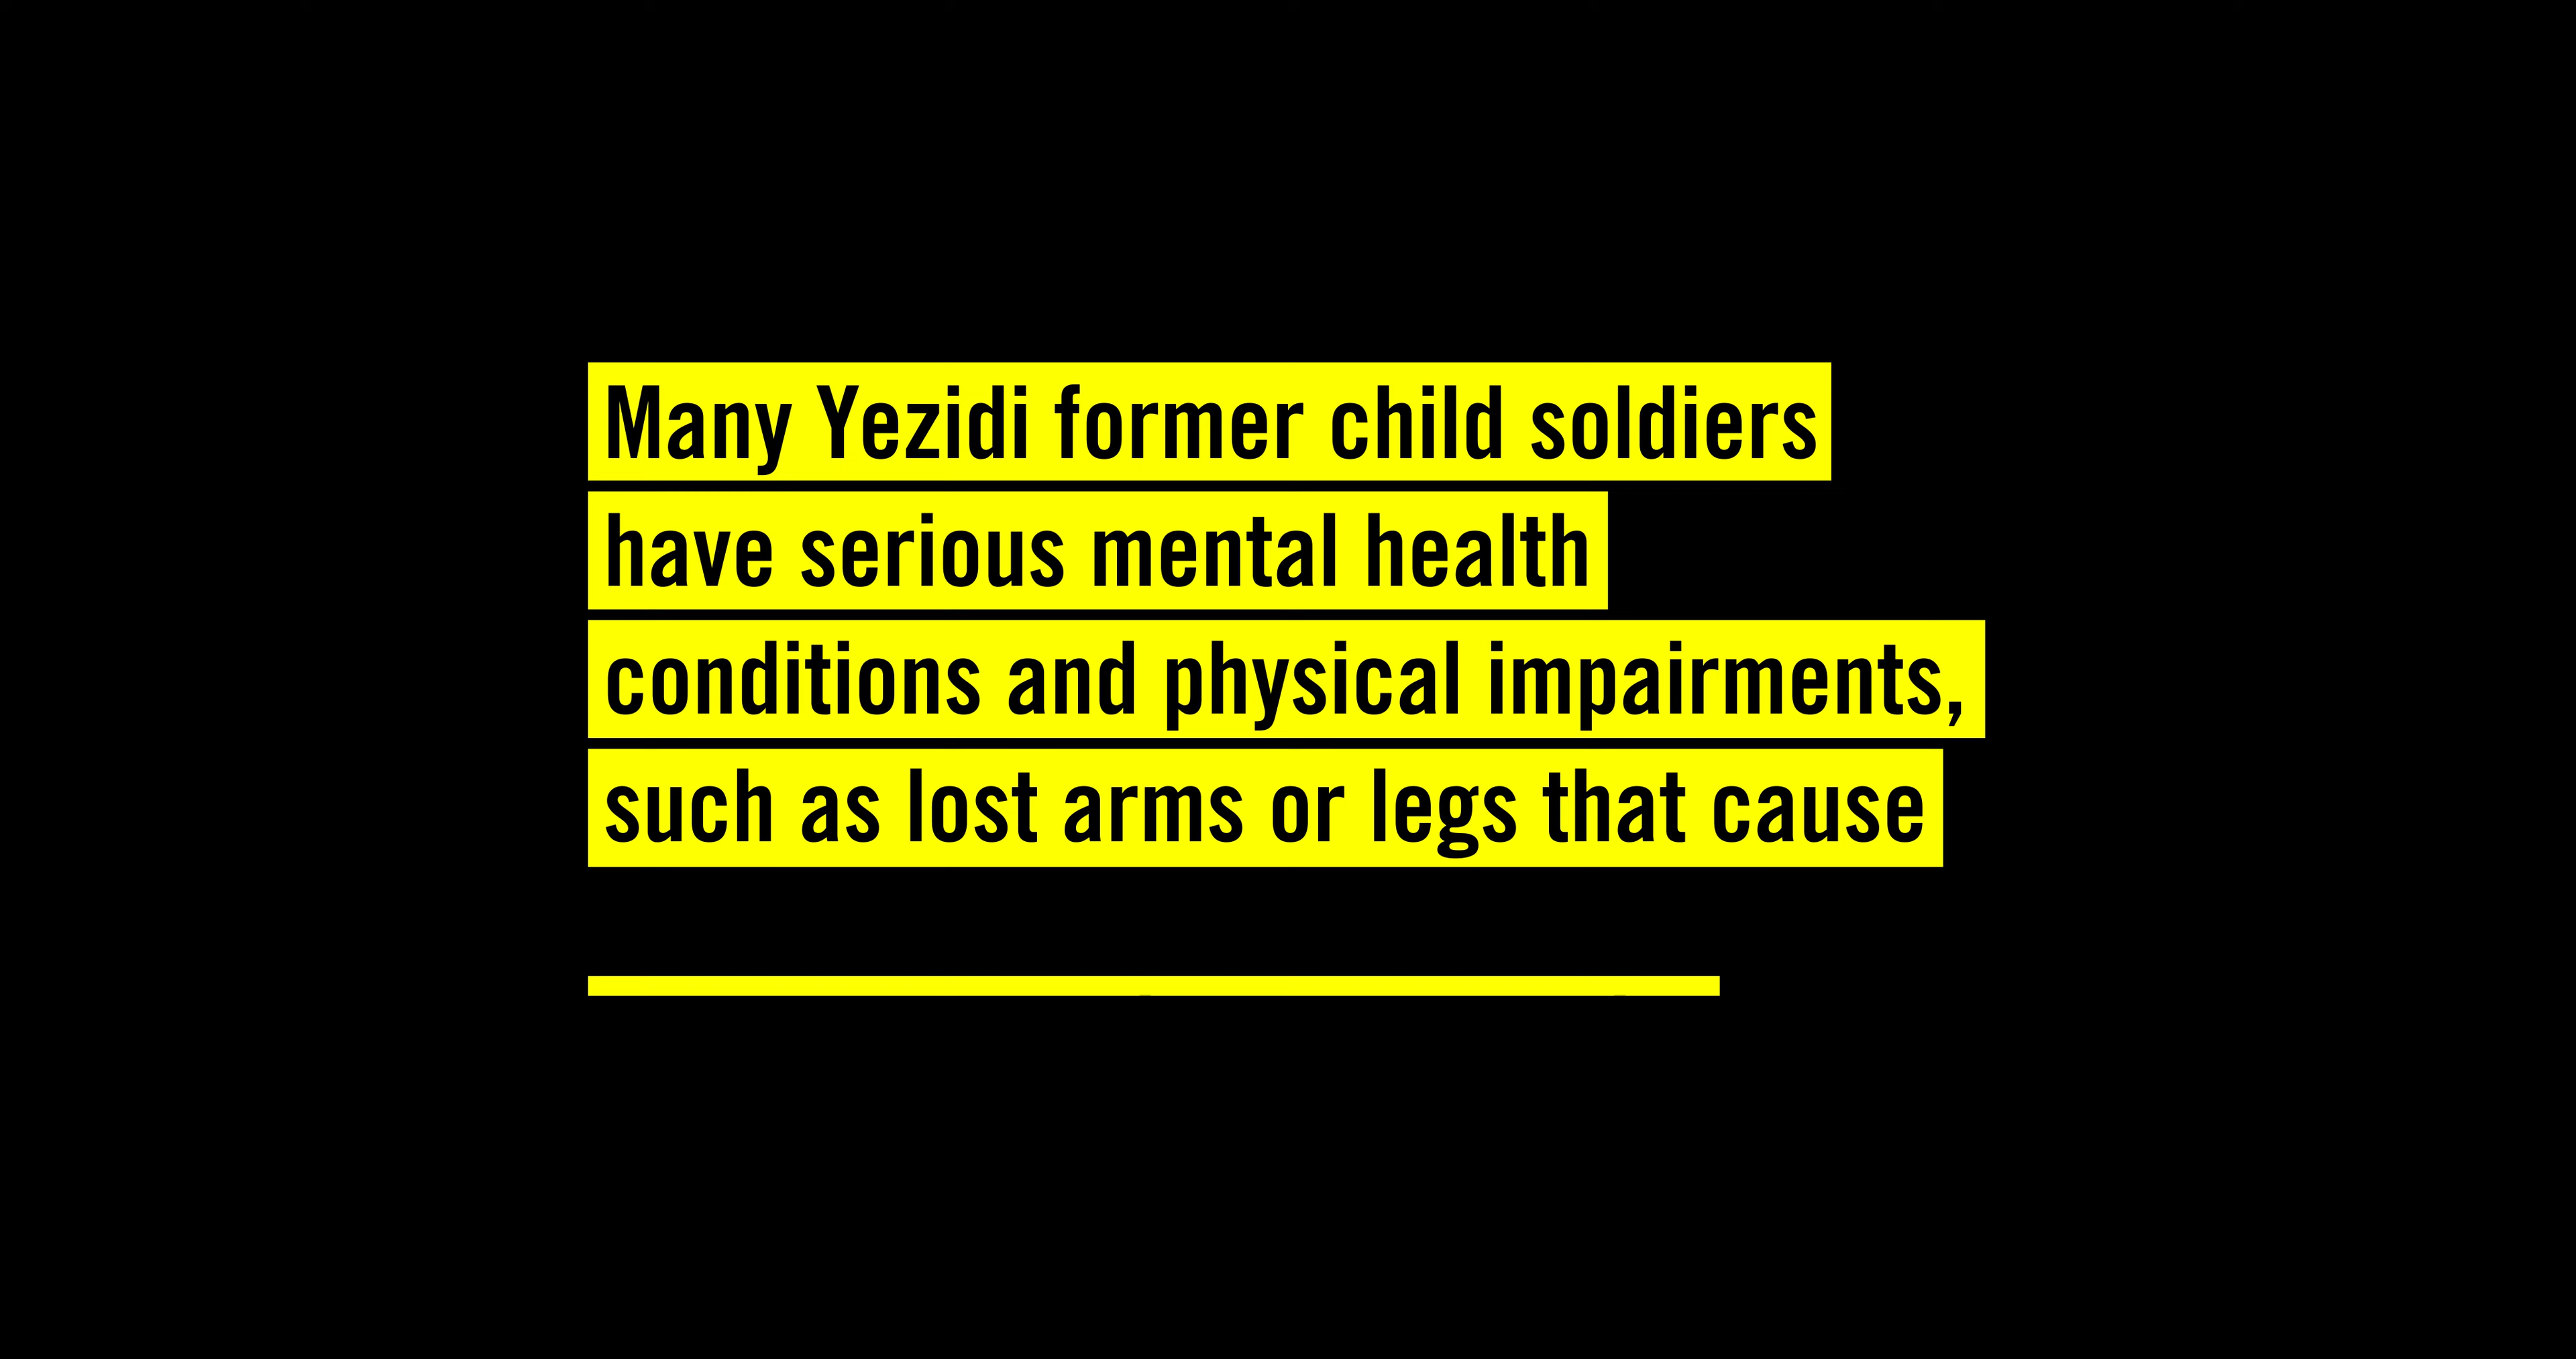 Many Yezidi former child soldiers
have serious mental health
conditions and physical impairments,
such as lost arms or legs that cause